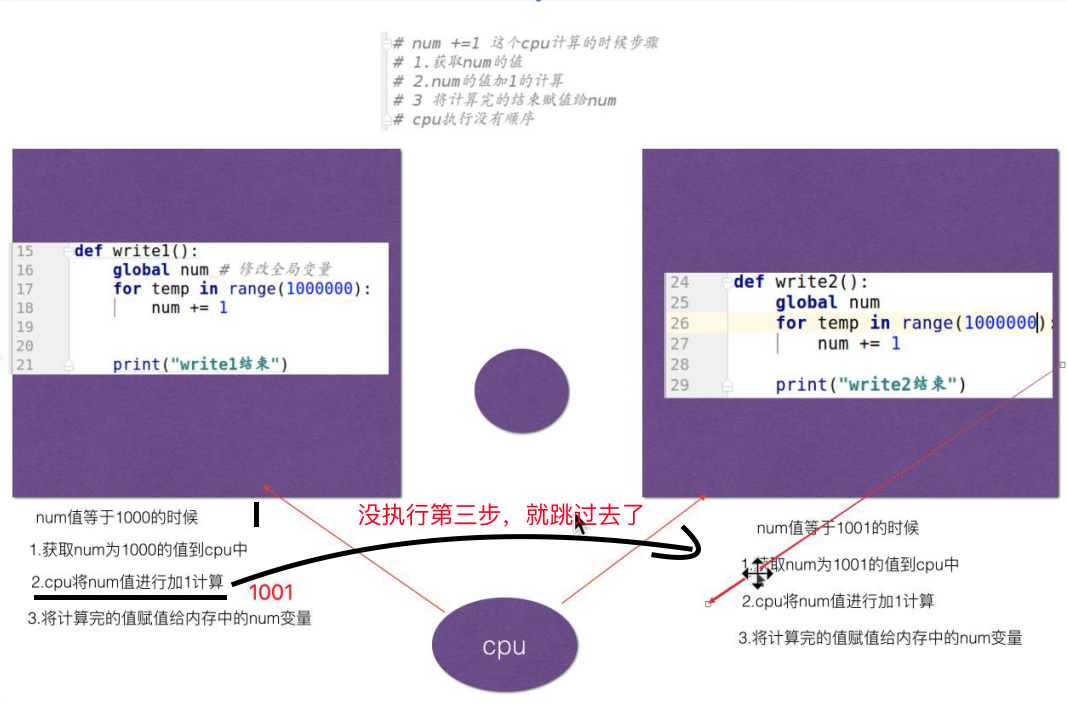 # num +=1 这个cpu计算的时候步骤
# 1.获取num的值
# 2.num的值加1的计算
# 3 将计算完的结束赋值给num
# cpu执行没有顺序
15 def write1():
16 global num # 修改全局变量
17 for temp in range(1000000):
18 num += 1
19
20
21 print("write1结束")
24 def write2():
25 global num
26 for temp in range(1000000):
27 num += 1
28
29 print("write2结束")
num值等于1000的时候
1.获取num为1000的值到cpu中
2.cpu将num值进行加1计算
1001
3.将计算完的值赋值给内存中的num变量
没执行第三步，就跳过去了
cpu
num值等于1001的时候
1.获取num为1001的值到cpu中
2.cpu将num值进行加1计算
3.将计算完的值赋值给内存中的num变量